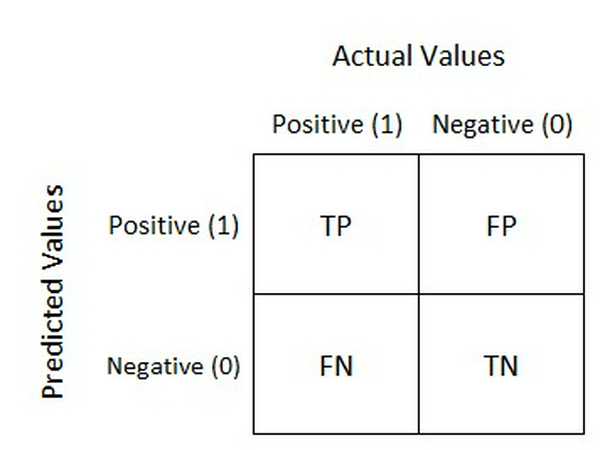 Actual Values
Positive (1) Negative (0)
Predicted Values
Positive (1) TP FP
Negative (0) FN TN